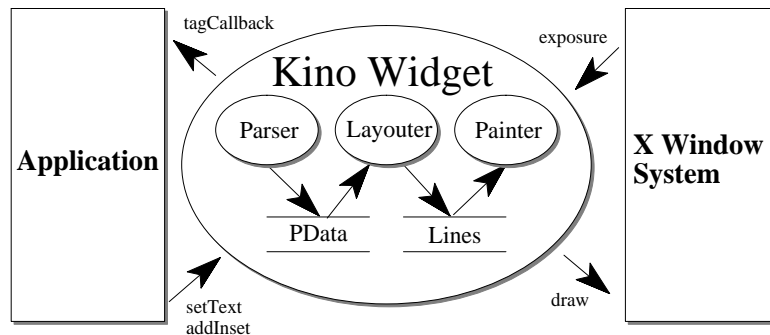 tagCallback
exposure
Kino Widget
Parser
Layouter
Painter
Application
X Window
System
PData
Lines
setText
addInset
draw